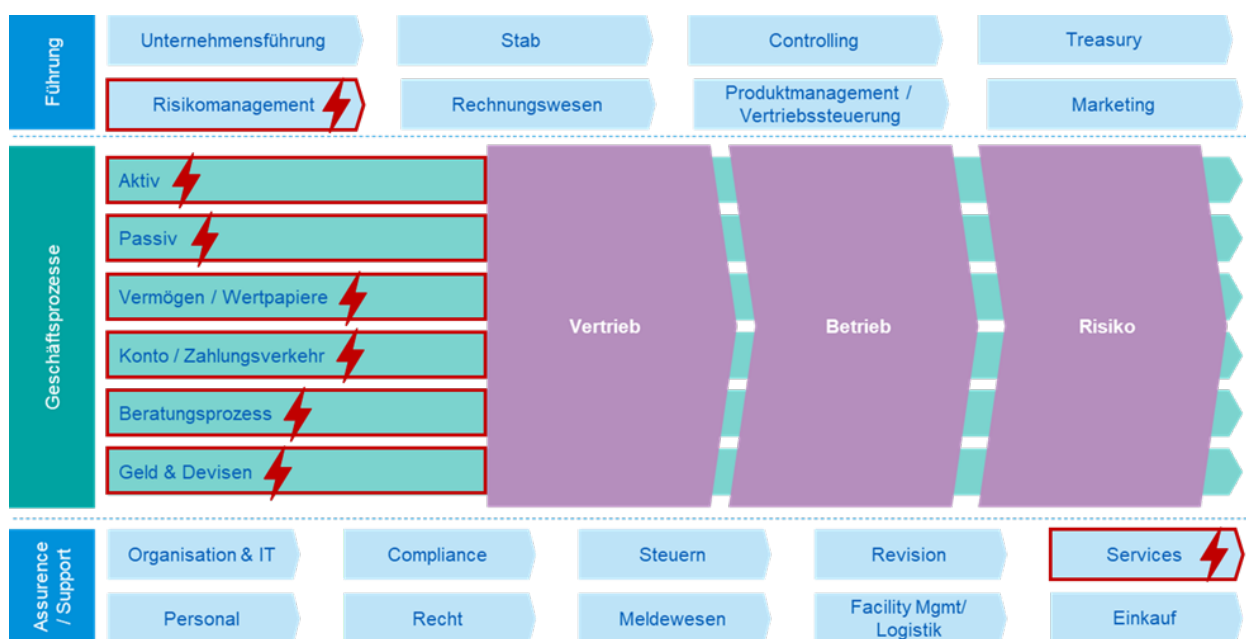 Führung
Unternehmensführung
Stab
Controlling
Treasury
Risikomanagement
Rechnungswesen
Produktmanagement /
Vertriebssteuerung
Marketing
Geschäftsprozesse
Aktiv
Passiv
Vermögen / Wertpapiere
Konto / Zahlungsverkehr
Beratungsprozess
Geld & Devisen
Vertrieb
Betrieb
Risiko
Assurence
/ Support
Organisation & IT
Compliance
Steuern
Revision
Services
Personal
Recht
Meldewesen
Facility Mgmt/
Logistik
Einkauf